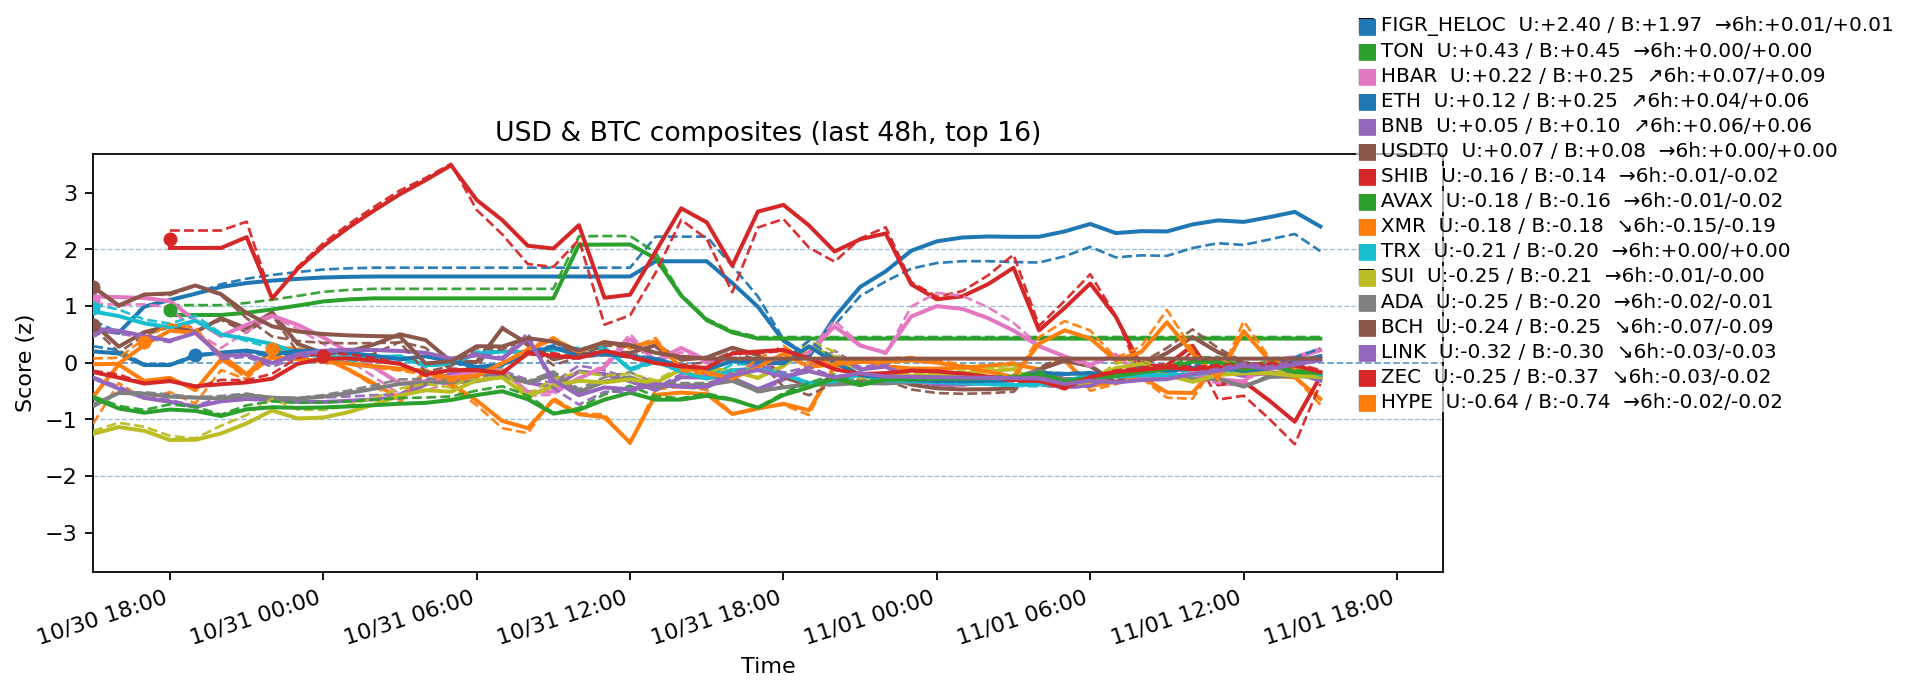 FIGR_HELOC U:+2.40 / B:+1.97 →6h:+0.01/+0.01
TON U:+0.43 / B:+0.45 →6h:+0.00/+0.00
HBAR U:+0.22 / B:+0.25 ↗6h:+0.07/+0.09
ETH U:+0.12 / B:+0.25 ↗6h:+0.04/+0.06
BNB U:+0.05 / B:+0.10 ↗6h:+0.06/+0.06
USDT0 U:+0.07 / B:+0.08 →6h:+0.00/+0.00
SHIB U:-0.16 / B:-0.14 →6h:-0.01/-0.02
AVAX U:-0.18 / B:-0.16 →6h:-0.01/-0.02
XMR U:-0.18 / B:-0.18 ↘6h:-0.15/-0.19
TRX U:-0.21 / B:-0.20 →6h:+0.00/+0.00
SUI U:-0.25 / B:-0.21 →6h:-0.01/-0.00
ADA U:-0.25 / B:-0.20 →6h:-0.02/-0.01
BCH U:-0.24 / B:-0.25 ↘6h:-0.07/-0.09
LINK U:-0.32 / B:-0.30 ↘6h:-0.03/-0.03
ZEC U:-0.25 / B:-0.37 ↘6h:-0.03/-0.02
HYPE U:-0.64 / B:-0.74 →6h:-0.02/-0.02
USD & BTC composites (last 48h, top 16)
Score (z)
3
2
1
0
−1
−2
−3
10/30 18:00
10/31 00:00
10/31 06:00
10/31 12:00
10/31 18:00
11/01 00:00
11/01 06:00
11/01 12:00
11/01 18:00
Time